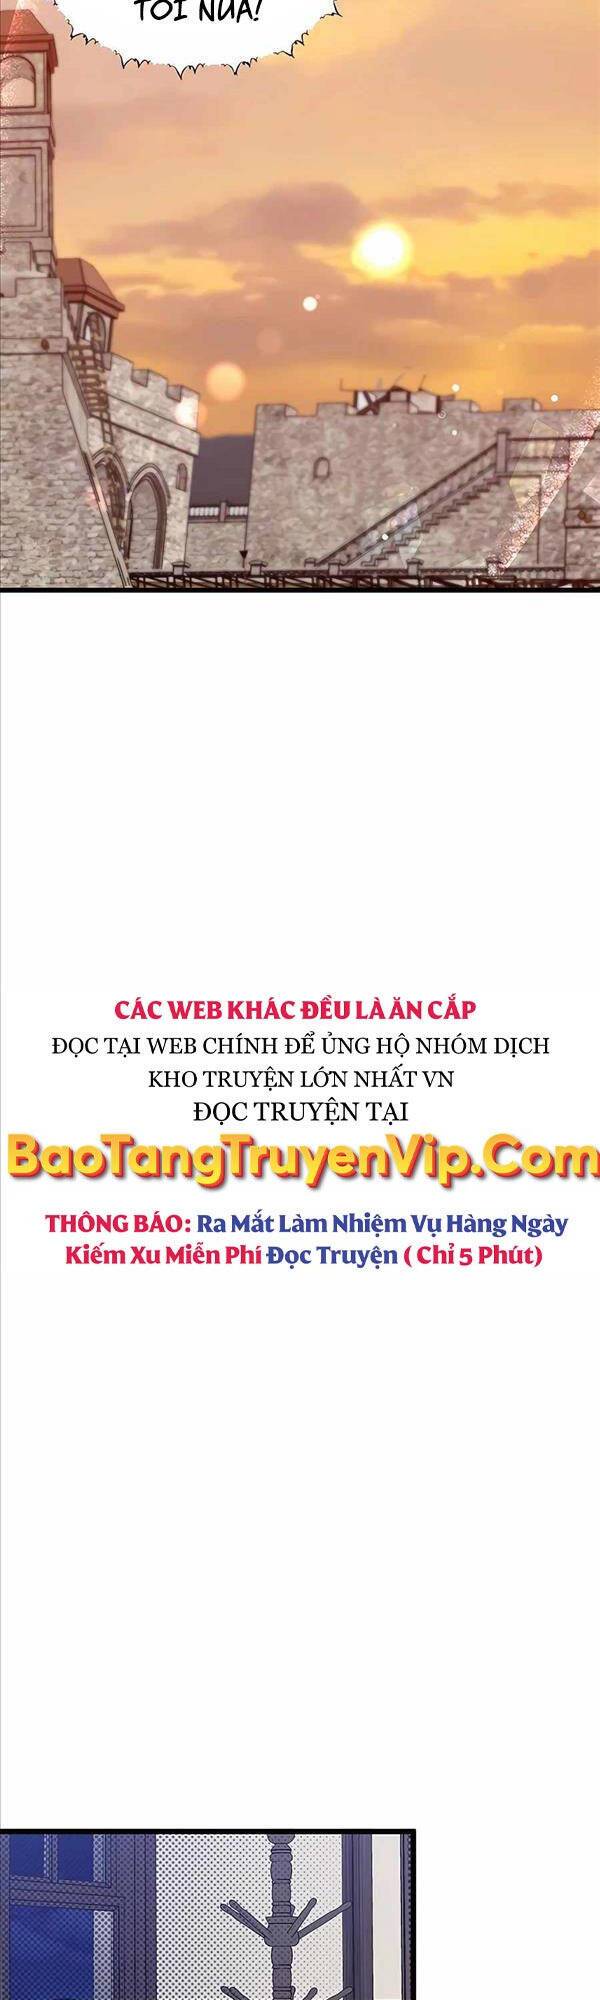 TÔI NỮA!
CÁC WEB KHÁC ĐỀU LÀ ĂN CẮP
ĐỌC TẠI WEB CHÍNH ĐỂ ỦNG HỘ NHÓM DỊCH
KHO TRUYỆN LỚN NHẤT VN
ĐỌC TRUYỆN TẠI
BaoTangTruyenVip.Com
THÔNG BÁO: Ra Mắt Làm Nhiệm Vụ Hàng Ngày
Kiếm Xu Miễn Phí Đọc Truyện ( Chỉ 5 Phút)